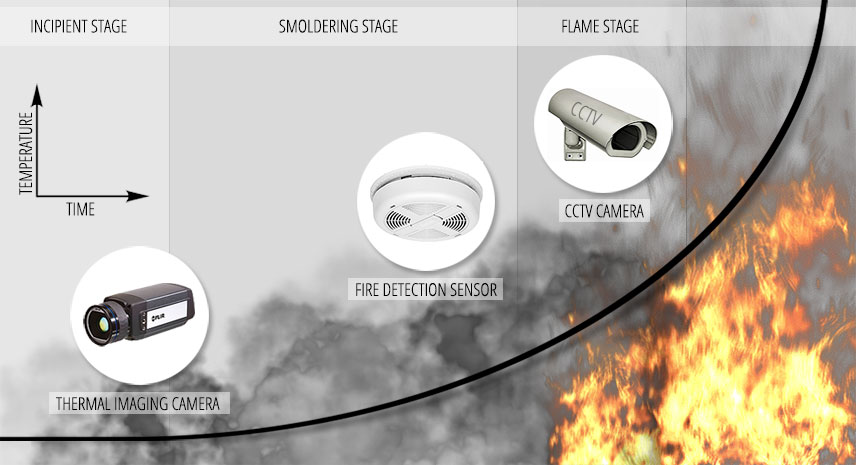 INCIPIENT STAGE
SMOLDERING STAGE
FLAME STAGE
CCTV
TEMPERATURE
TIME
CCTV CAMERA
FIRE DETECTION SENSOR
FLIR
THERMAL IMAGING CAMERA